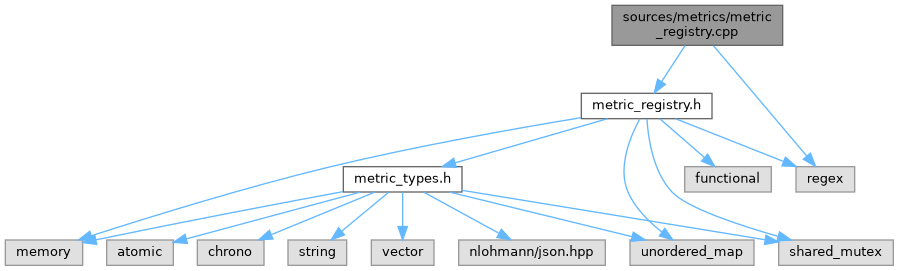 sources/metrics/metric
_registry.cpp
metric_registry.h
metric_types.h
functional
regex
memory
atomic
chrono
string
vector
nlohmann/json.hpp
unordered_map
shared_mutex